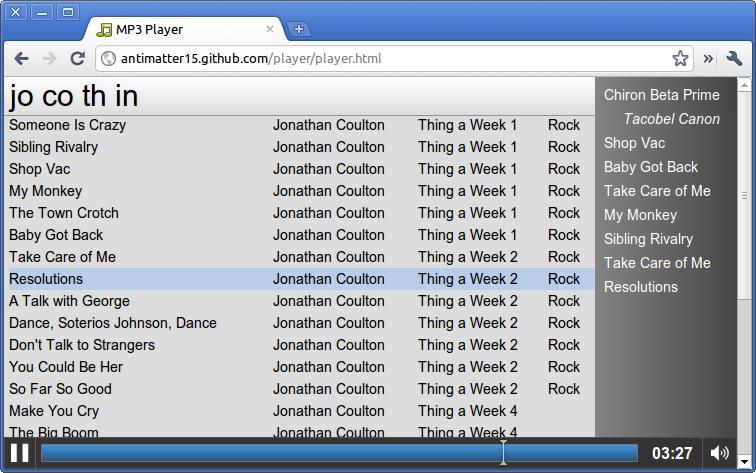 MP3 Player
antimatter15.github.com/player/player.html
jo co th in
Someone Is Crazy Jonathan Coulton Thing a Week 1 Rock
Sibling Rivalry Jonathan Coulton Thing a Week 1 Rock
Shop Vac Jonathan Coulton Thing a Week 1 Rock
My Monkey Jonathan Coulton Thing a Week 1 Rock
The Town Crotch Jonathan Coulton Thing a Week 1 Rock
Baby Got Back Jonathan Coulton Thing a Week 1 Rock
Take Care of Me Jonathan Coulton Thing a Week 2 Rock
Resolutions Jonathan Coulton Thing a Week 2 Rock
A Talk with George Jonathan Coulton Thing a Week 2 Rock
Dance, Soterios Johnson, Dance Jonathan Coulton Thing a Week 2 Rock
Don't Talk to Strangers Jonathan Coulton Thing a Week 2 Rock
You Could Be Her Jonathan Coulton Thing a Week 2 Rock
So Far So Good Jonathan Coulton Thing a Week 2 Rock
Make You Cry Jonathan Coulton Thing a Week 4
The Big Boom Jonathan Coulton Thing a Week 4
Chiron Beta Prime
Tacobel Canon
Shop Vac
Baby Got Back
Take Care of Me
My Monkey
Sibling Rivalry
Take Care of Me
Resolutions
03:27